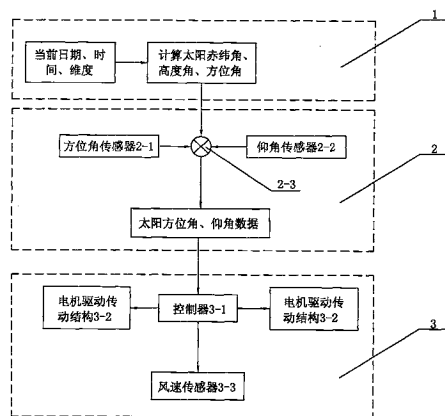 1
当前日期、时
间、维度
计算太阳赤纬角、
高度角、方位角
方位角传感器2-1
仰角传感器2-2
2
2-3
太阳方位角、仰角数据
电机驱动传
动结构3-2
控制器3-1
电机驱动传
动结构3-2
3
风速传感器3-3